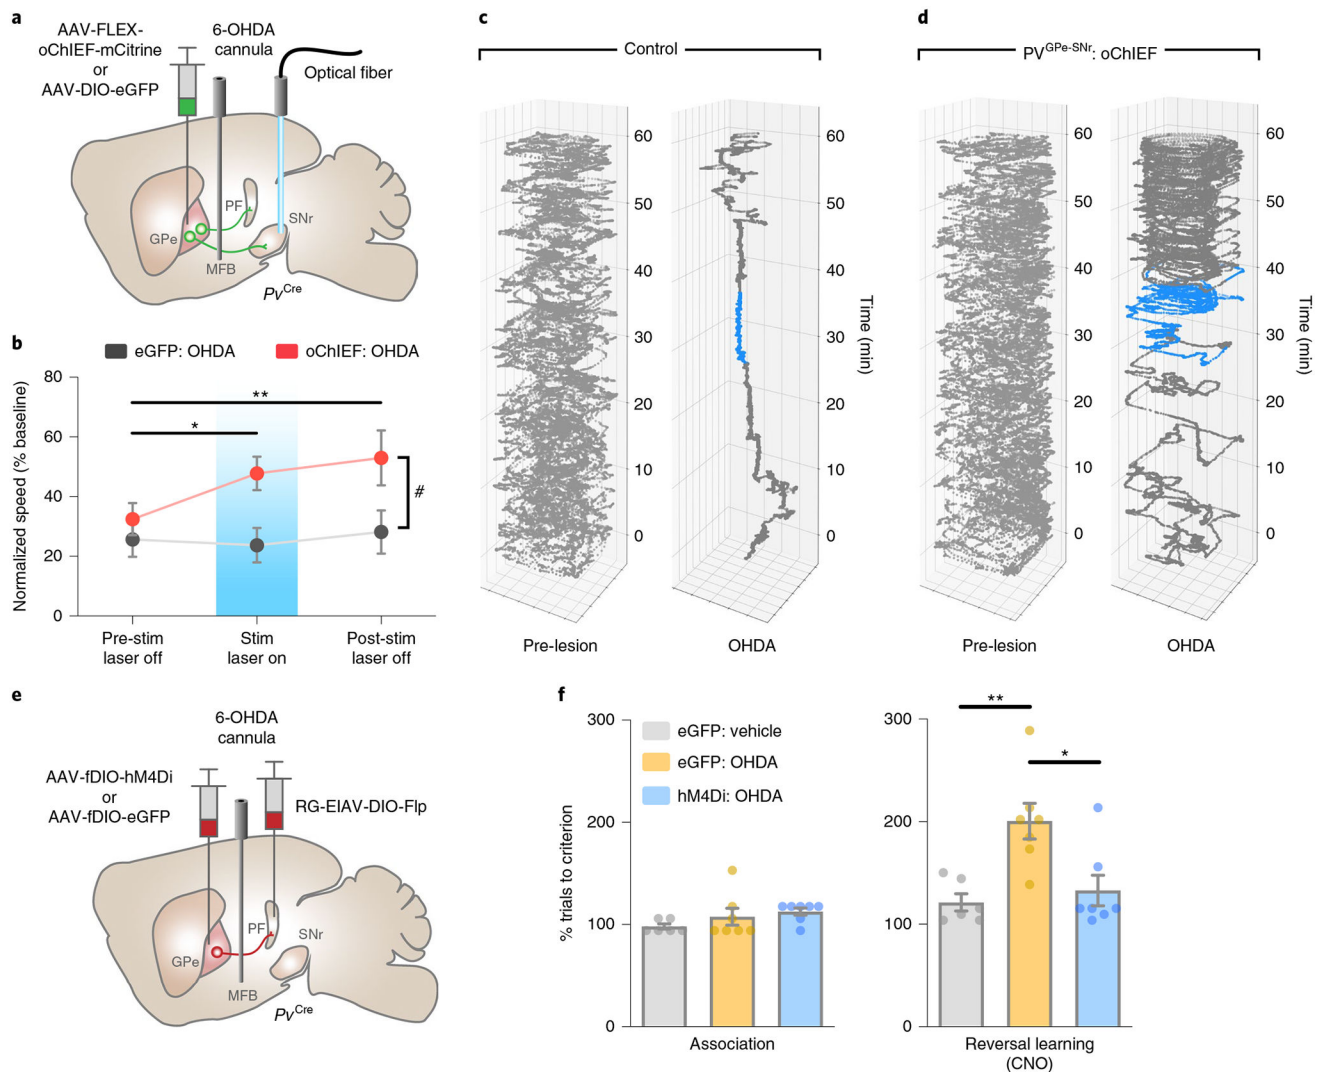 a
AAV-FLEX-
oChIEF-mCitrine
or
AAV-DIO-eGFP
6-OHDA
cannula
Optical fiber
PF
SNr
GPe
MFB
PvCre
b
eGFP: OHDA
oChIEF: OHDA
Normalized speed (% baseline)
80
60
40
20
0
**
*
#
Pre-stim
laser off
Stim
laser on
Post-stim
laser off
c
Control
60
50
40
30
20
10
0
60
50
40
30
20
10
0
Time (min)
Pre-lesion
OHDA
d
PVGPe-SNr: oChIEF
60
50
40
30
20
10
0
60
50
40
30
20
10
0
Time (min)
Pre-lesion
OHDA
e
6-OHDA
cannula
AAV-fDIO-hM4Di
or
AAV-fDIO-eGFP
RG-EIAV-DIO-Flp
PF
SNr
GPe
MFB
PvCre
f
% trials to criterion
300
200
100
0
eGFP: vehicle
eGFP: OHDA
hM4Di: OHDA
Association
300
200
100
0
**
*
Reversal learning
(CNO)